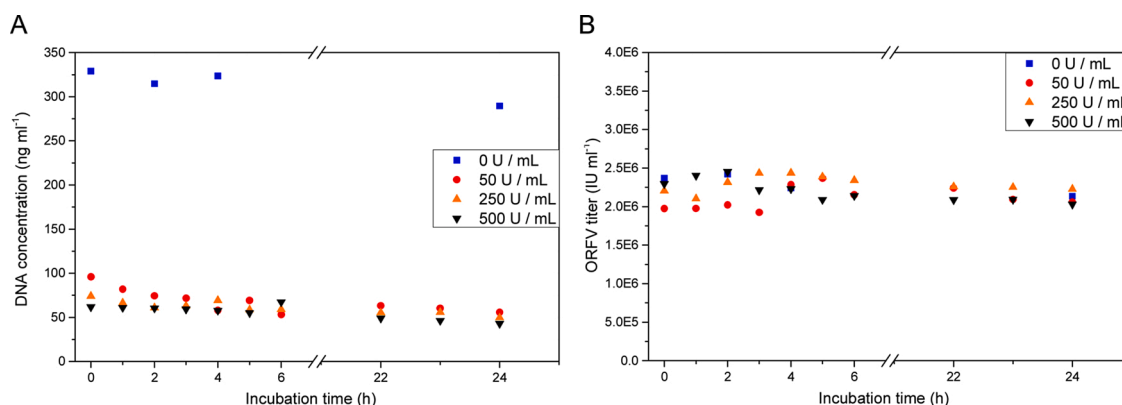 A
350
300
250
200
150
100
50
0
DNA concentration (ng ml-1)
0 U / mL
50 U / mL
250 U / mL
500 U / mL
0
2
4
6
22
24
Incubation time (h)
B
4.0E6
3.5E6
3.0E6
2.5E6
2.0E6
1.5E6
1.0E6
5.0E5
0.0
ORFV titer (IU ml-1)
0 U / mL
50 U / mL
250 U / mL
500 U / mL
0
2
4
6
22
24
Incubation time (h)